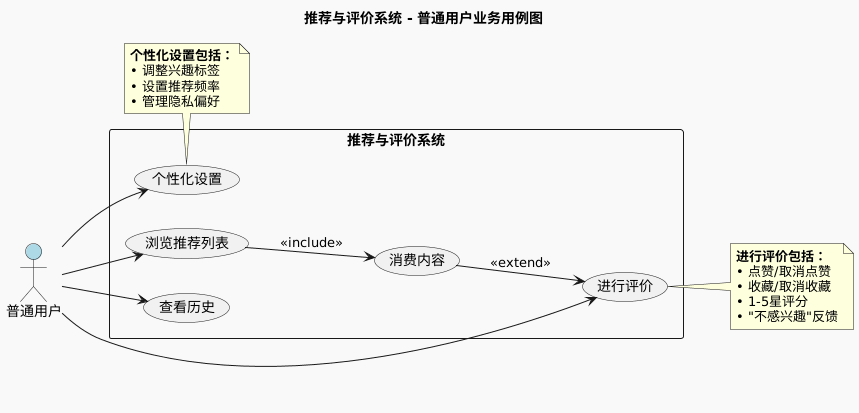 推荐与评价系统 - 普通用户业务用例图
个性化设置包括：
• 调整兴趣标签
• 设置推荐频率
• 管理隐私偏好
推荐与评价系统
个性化设置
浏览推荐列表
«include»
消费内容
«extend»
进行评价
查看历史
普通用户
进行评价包括：
• 点赞/取消点赞
• 收藏/取消收藏
• 1-5星评分
• "不感兴趣"反馈